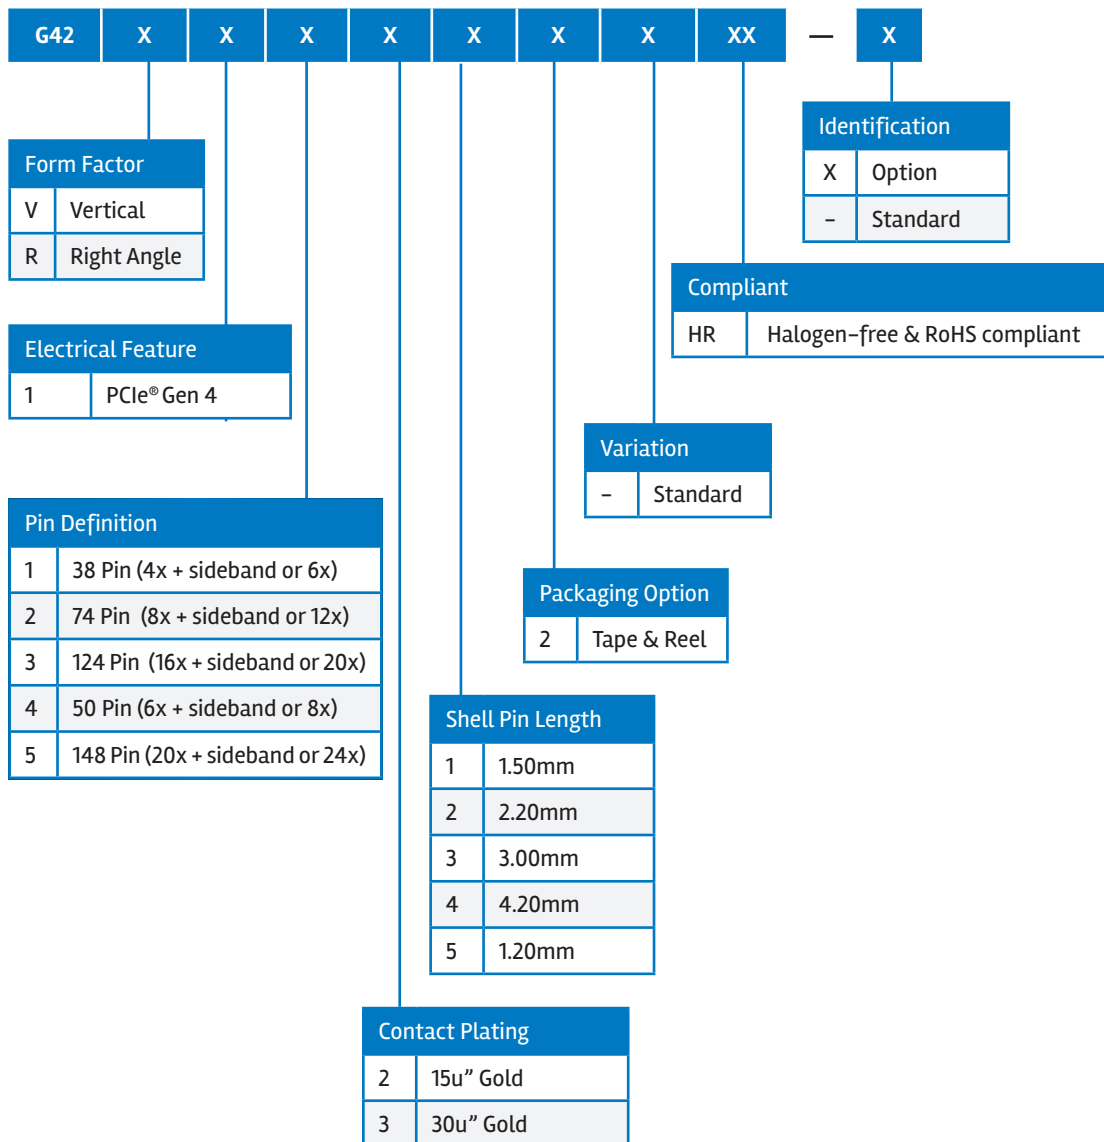 G42 X X X X X X X XX — X
Identification
X Option
– Standard
Form Factor
V Vertical
R Right Angle
Compliant
HR Halogen-free & RoHS compliant
Electrical Feature
1 PCIe® Gen 4
Variation
– Standard
Pin Definition
1 38 Pin (4x + sideband or 6x)
2 74 Pin (8x + sideband or 12x)
3 124 Pin (16x + sideband or 20x)
4 50 Pin (6x + sideband or 8x)
5 148 Pin (20x + sideband or 24x)
Packaging Option
2 Tape & Reel
Shell Pin Length
1 1.50mm
2 2.20mm
3 3.00mm
4 4.20mm
5 1.20mm
Contact Plating
2 15u” Gold
3 30u” Gold